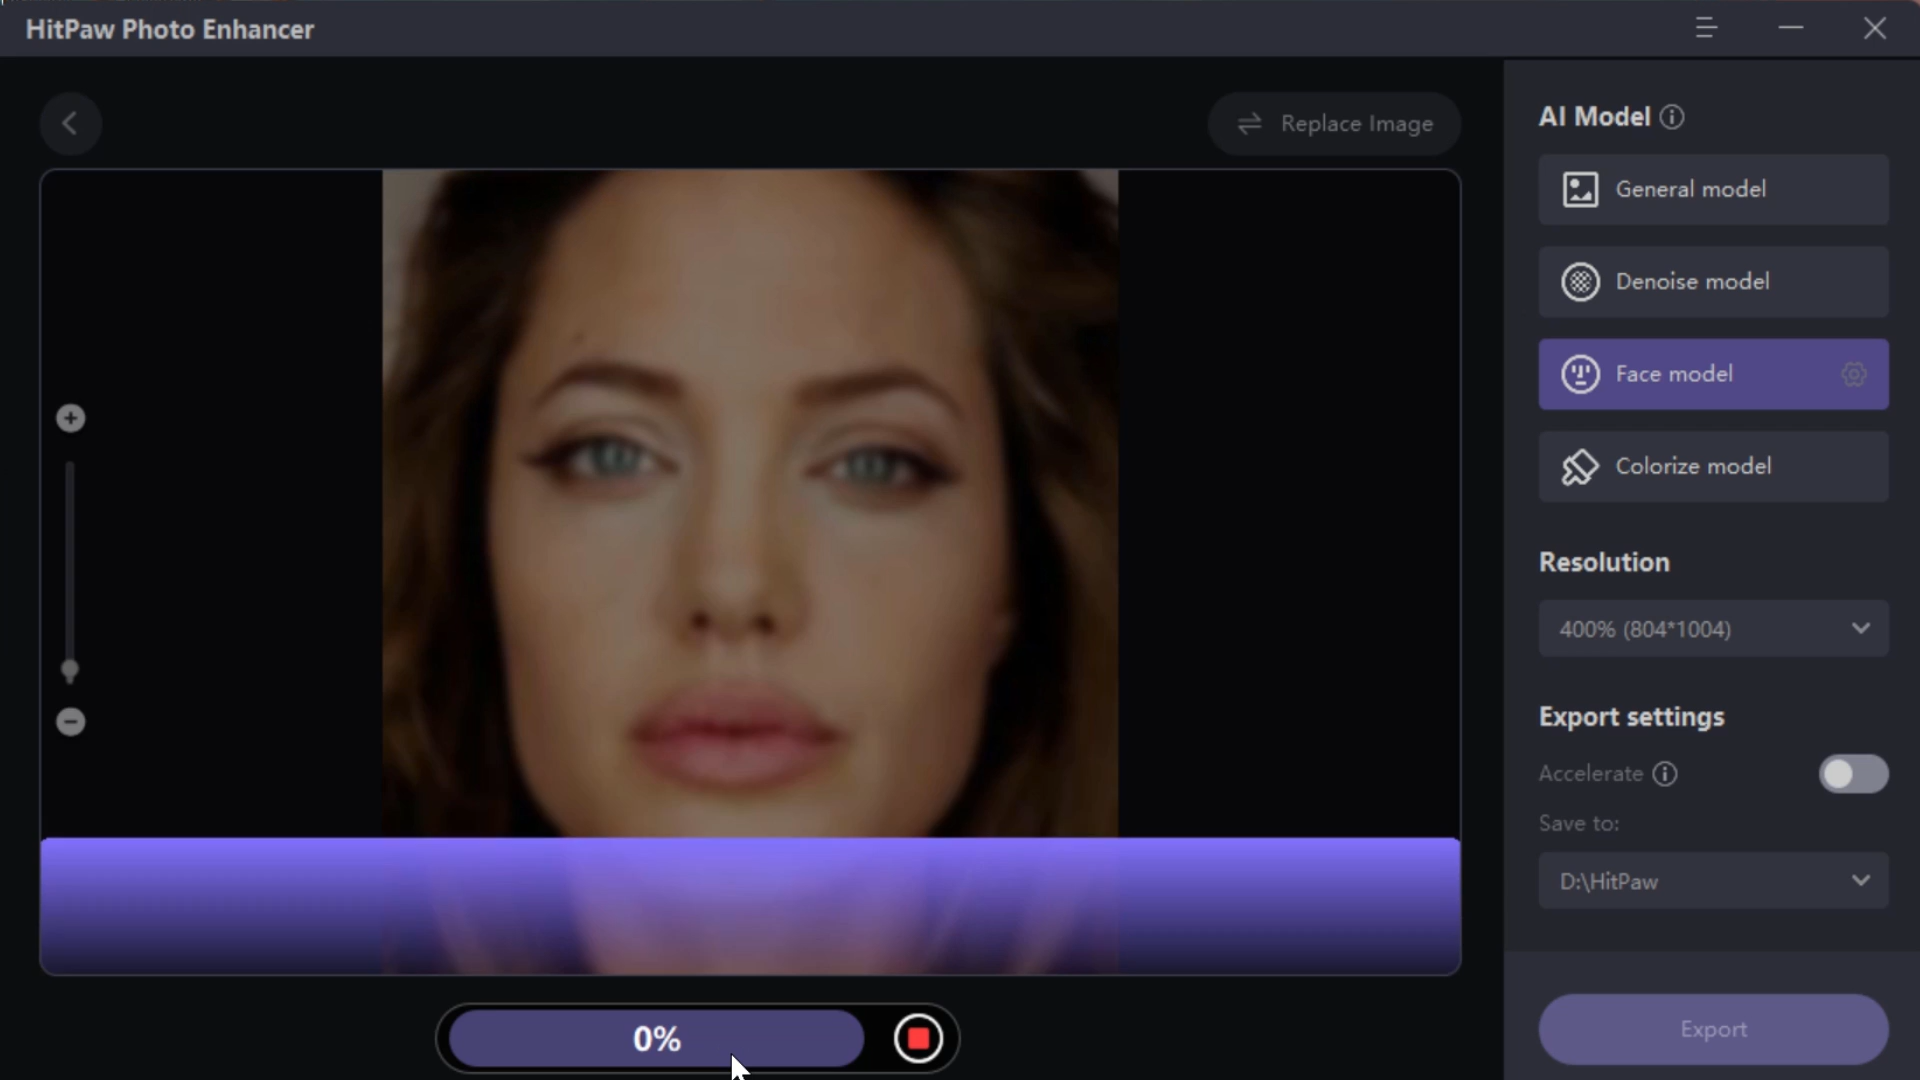 HitPaw Photo Enhancer
Replace Image
AI Model
General model
Denoise model
Face model
Colorize model
Resolution
400% (804*1004)
Export settings
Accelerate
Save to:
D:\HitPaw
0%
Export